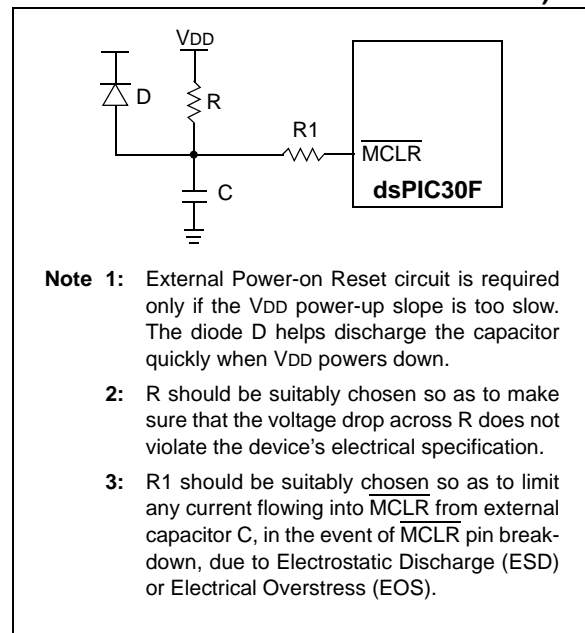 VDD
D
R
R1
MCLR
C
dsPIC30F
Note 1: External Power-on Reset circuit is required
only if the VDD power-up slope is too slow.
The diode D helps discharge the capacitor
quickly when VDD powers down.
2: R should be suitably chosen so as to make
sure that the voltage drop across R does not
violate the device's electrical specification.
3: R1 should be suitably chosen so as to limit
any current flowing into MCLR from external
capacitor C, in the event of MCLR pin break-
down, due to Electrostatic Discharge (ESD)
or Electrical Overstress (EOS).